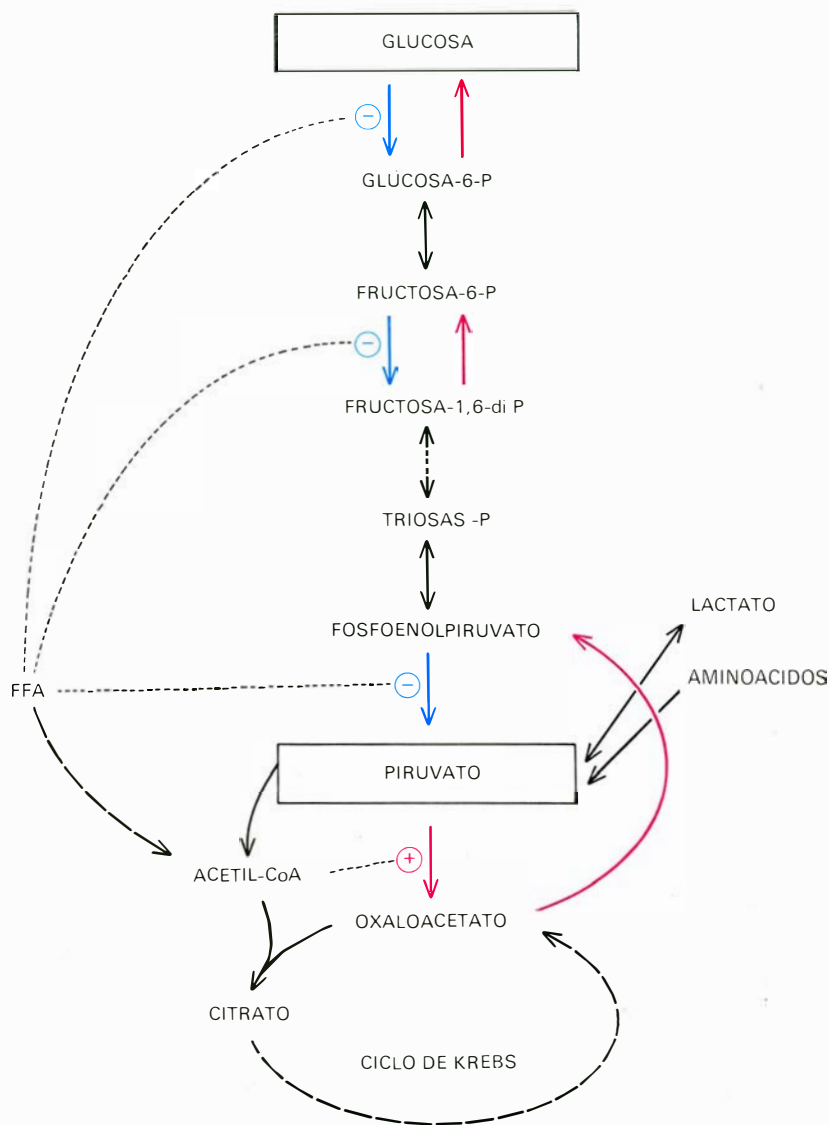 GLUCOSA
−
GLUCOSA-6-P
FRUCTOSA-6-P
−
FRUCTOSA-1,6-di P
TRIOSAS -P
FOSFOENOLPIRUVATO
LACTATO
AMINOACIDOS
FFA
−
PIRUVATO
+
ACETIL-CoA
OXALOACETATO
CITRATO
CICLO DE KREBS